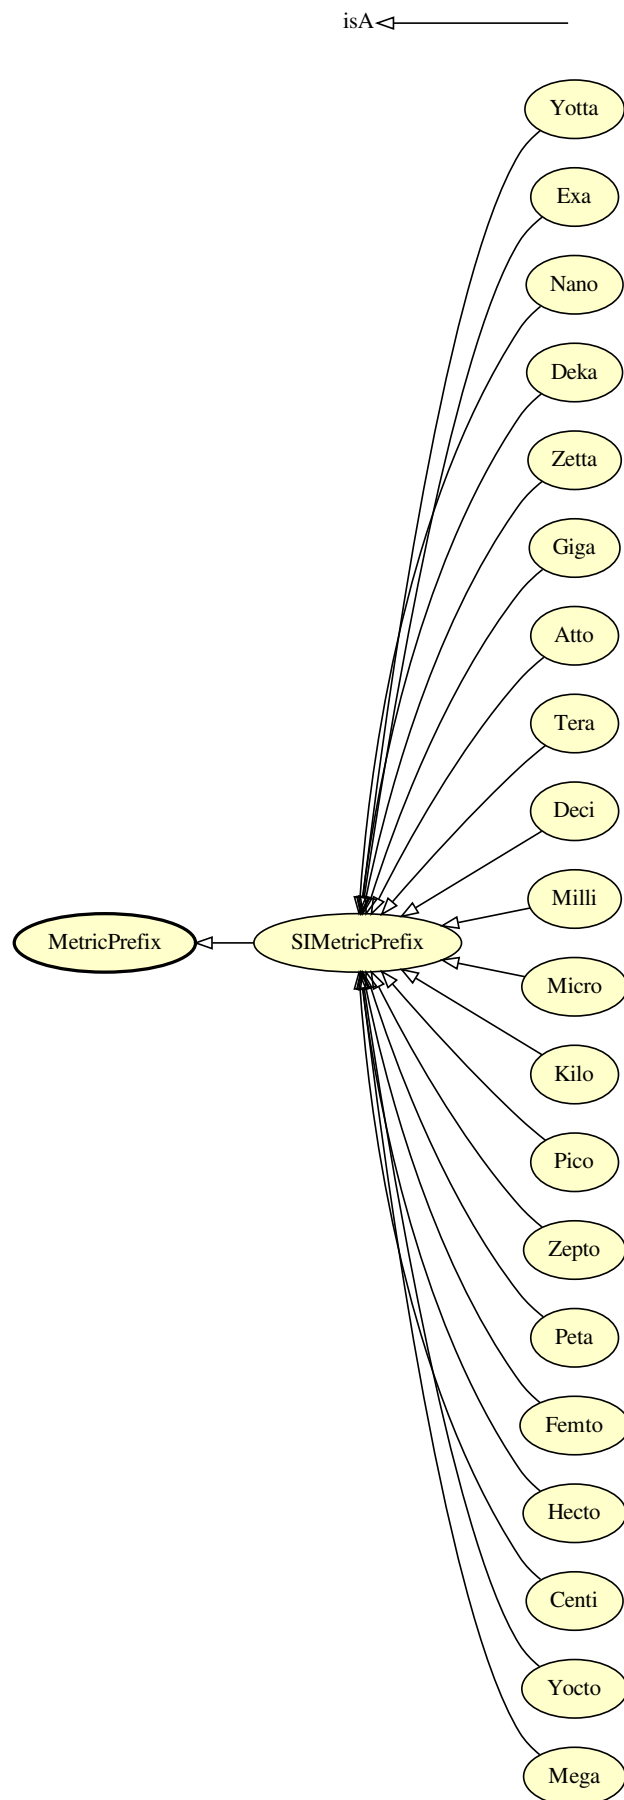 isA
Yotta
Exa
Nano
Deka
Zetta
Giga
Atto
Tera
Deci
Milli
MetricPrefix SIMetricPrefix
Micro
Kilo
Pico
Zepto
Peta
Femto
Hecto
Centi
Yocto
Mega